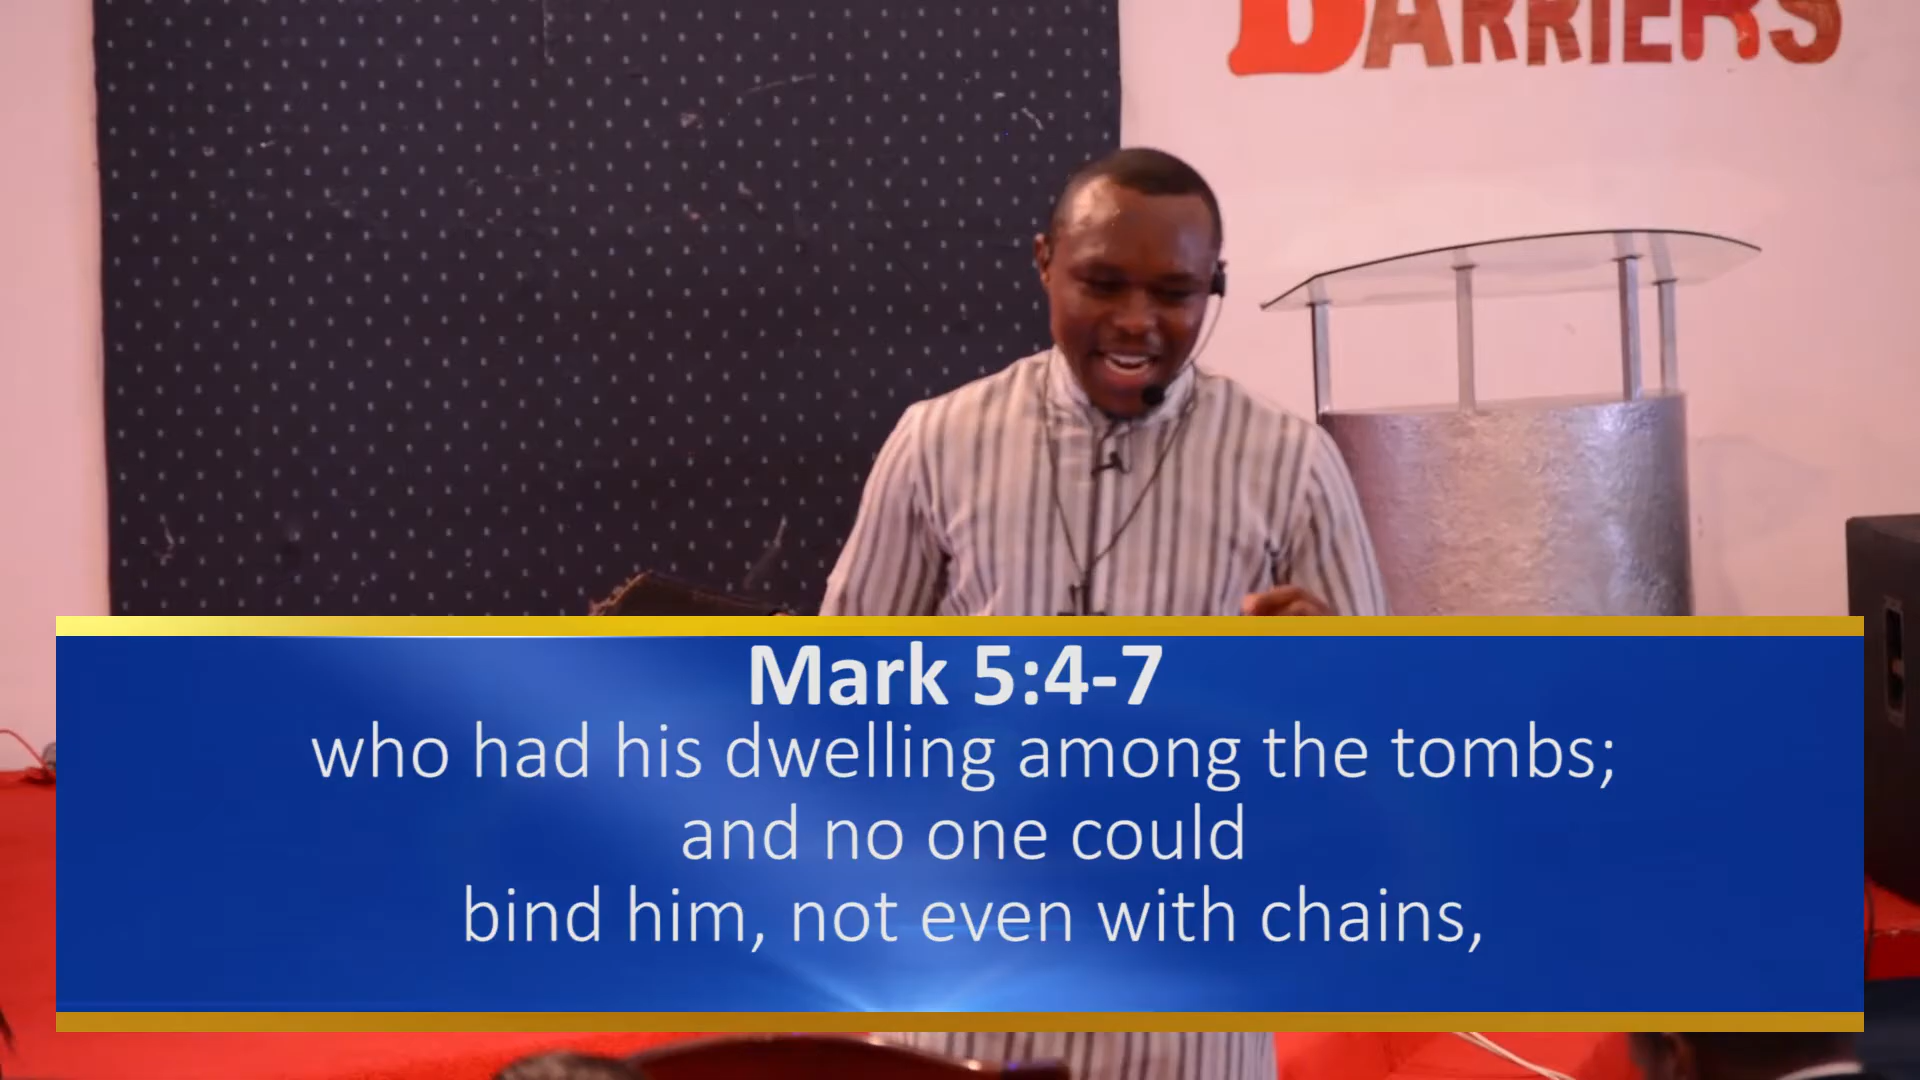 BARRIERS
Mark 5:4-7
who had his dwelling among the tombs;
and no one could
bind him, not even with chains,